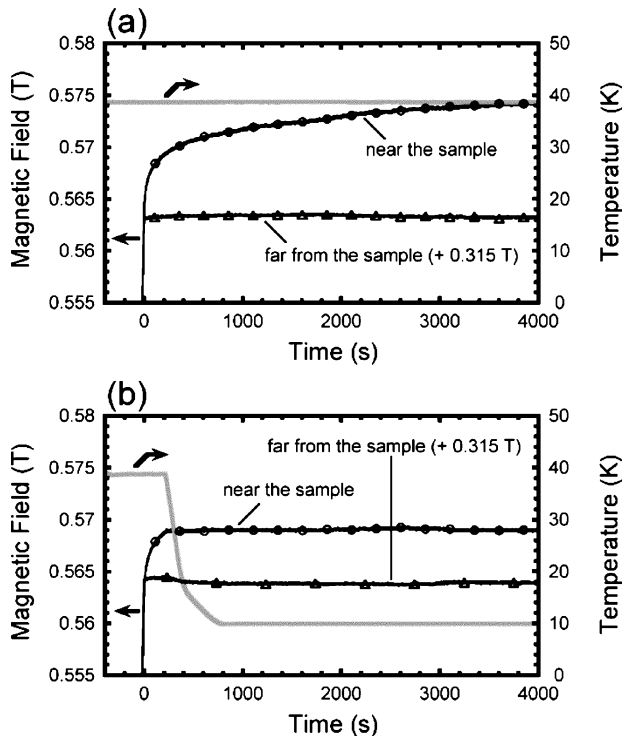 (a)
0.58
0.575
0.57
0.565
0.56
0.555
Magnetic Field (T)
50
40
30
20
10
0
Temperature (K)
near the sample
far from the sample (+ 0.315 T)
0
1000
2000
3000
4000
Time (s)
(b)
0.58
0.575
0.57
0.565
0.56
0.555
Magnetic Field (T)
50
40
30
20
10
0
Temperature (K)
far from the sample (+ 0.315 T)
near the sample
0
1000
2000
3000
4000
Time (s)